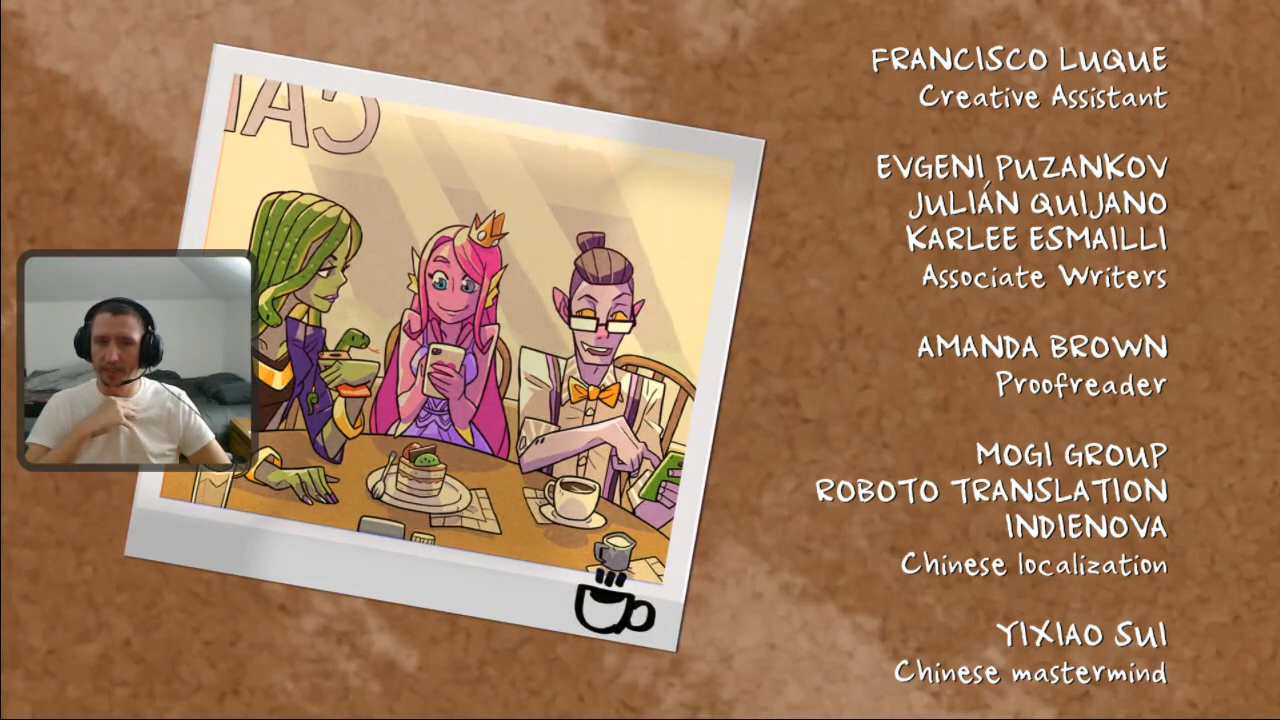 CAF
FRANCISCO LUQUE
Creative Assistant
EVGENI PUZANKOV
JULIÁN QUIJANO
KARLEE ESMAILLI
Associate Writers
AMANDA BROWN
Proofreader
MOGI GROUP
ROBOTO TRANSLATION
INDIENOVA
Chinese localization
YIXIAO SUI
Chinese mastermind